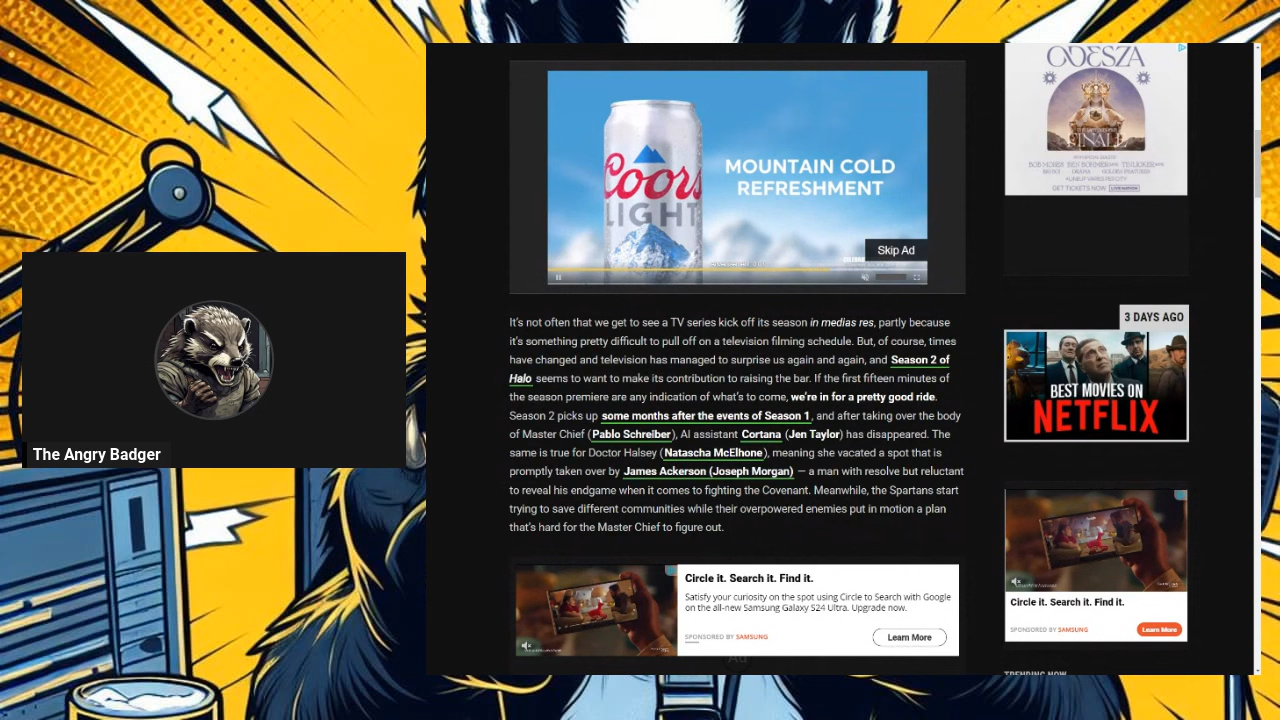 The Angry Badger
Coors
LIGHT
MOUNTAIN COLD
REFRESHMENT
Skip Ad
It's not often that we get to see a TV series kick off its season in medias res, partly because
it's something pretty difficult to pull off on a television filming schedule. But, of course, times
have changed and television has managed to surprise us again and again, and Season 2 of
Halo seems to want to make its contribution to raising the bar. If the first fifteen minutes of
the season premiere are any indication of what's to come, we're in for a pretty good ride.
Season 2 picks up some months after the events of Season 1, and after taking over the body
of Master Chief (Pablo Schreiber), AI assistant Cortana (Jen Taylor) has disappeared. The
same is true for Doctor Halsey (Natascha McElhone), meaning she vacated a spot that is
promptly taken over by James Ackerson (Joseph Morgan) — a man with resolve but reluctant
to reveal his endgame when it comes to fighting the Covenant. Meanwhile, the Spartans start
trying to save different communities while their overpowered enemies put in motion a plan
that's hard for the Master Chief to figure out.
Circle it. Search it. Find it.
Satisfy your curiosity on the spot using Circle to Search with Google
on the all-new Samsung Galaxy S24 Ultra. Upgrade now.
SPONSORED BY SAMSUNG
Learn More
Ad
ODESZA
FINALE
GET TICKETS NOW
3 DAYS AGO
BEST MOVIES ON
NETFLIX
Circle it. Search it. Find it.
SPONSORED BY SAMSUNG
Learn More
TRENDING NOW